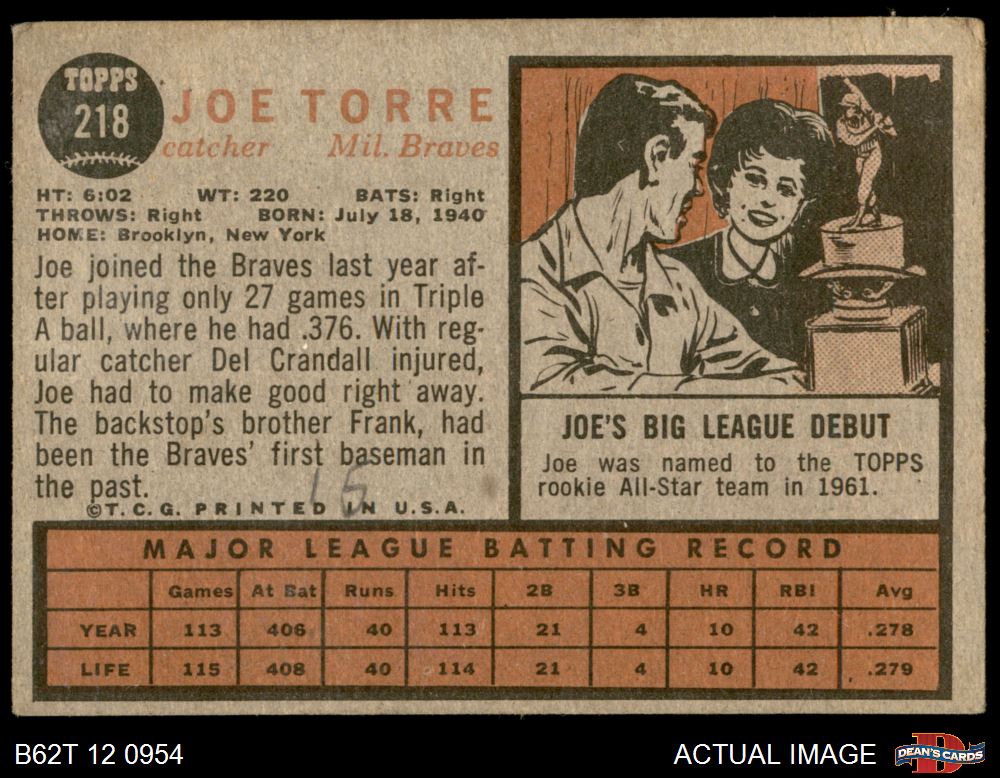 TOPPS
218
JOE TORRE
catcher Mil. Braves
HT: 6:02 WT: 220 BATS: Right
THROWS: Right BORN: July 18, 1940
HOME: Brooklyn, New York
Joe joined the Braves last year af-
ter playing only 27 games in Triple
A ball, where he had .376. With reg-
ular catcher Del Crandall injured,
Joe had to make good right away.
The backstop's brother Frank, had
been the Braves' first baseman in
the past.
©T. C. G. PRINTED IN U.S.A.
JOE'S BIG LEAGUE DEBUT
Joe was named to the TOPPS
rookie All-Star team in 1961.
MAJOR LEAGUE BATTING RECORD
Games At Bat Runs Hits 2B 3B HR RBI Avg
YEAR 113 406 40 113 21 4 10 42 .278
LIFE 115 408 40 114 21 4 10 42 .279
B62T 12 0954
ACTUAL IMAGE
DEAN'S CARDS